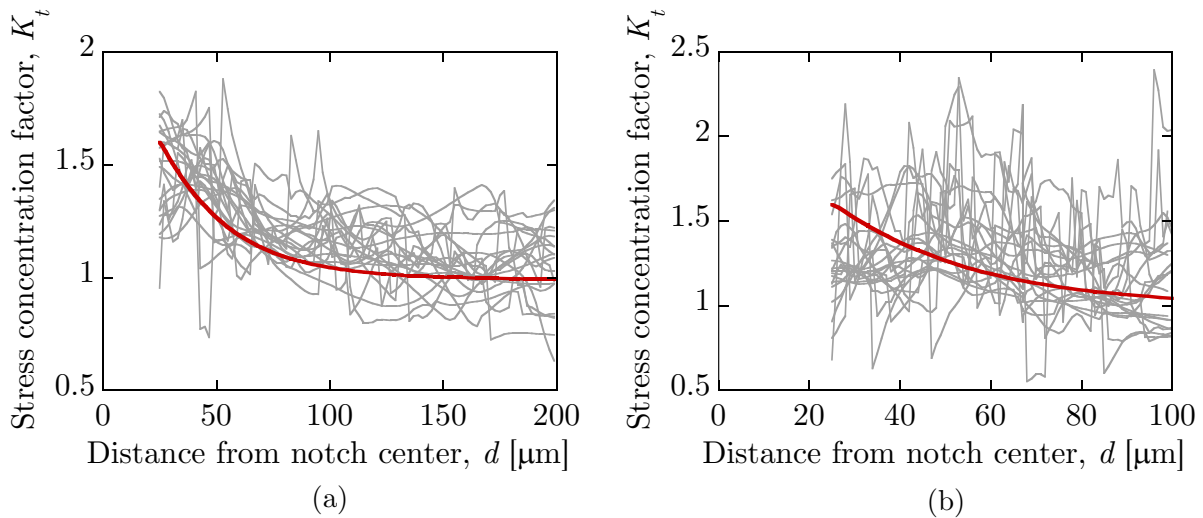 Stress concentration factor, K_t
2
1.5
1
0.5
0 50 100 150 200
Distance from notch center, d [μm]
(a)
Stress concentration factor, K_t
2.5
2
1.5
1
0.5
0 20 40 60 80 100
Distance from notch center, d [μm]
(b)